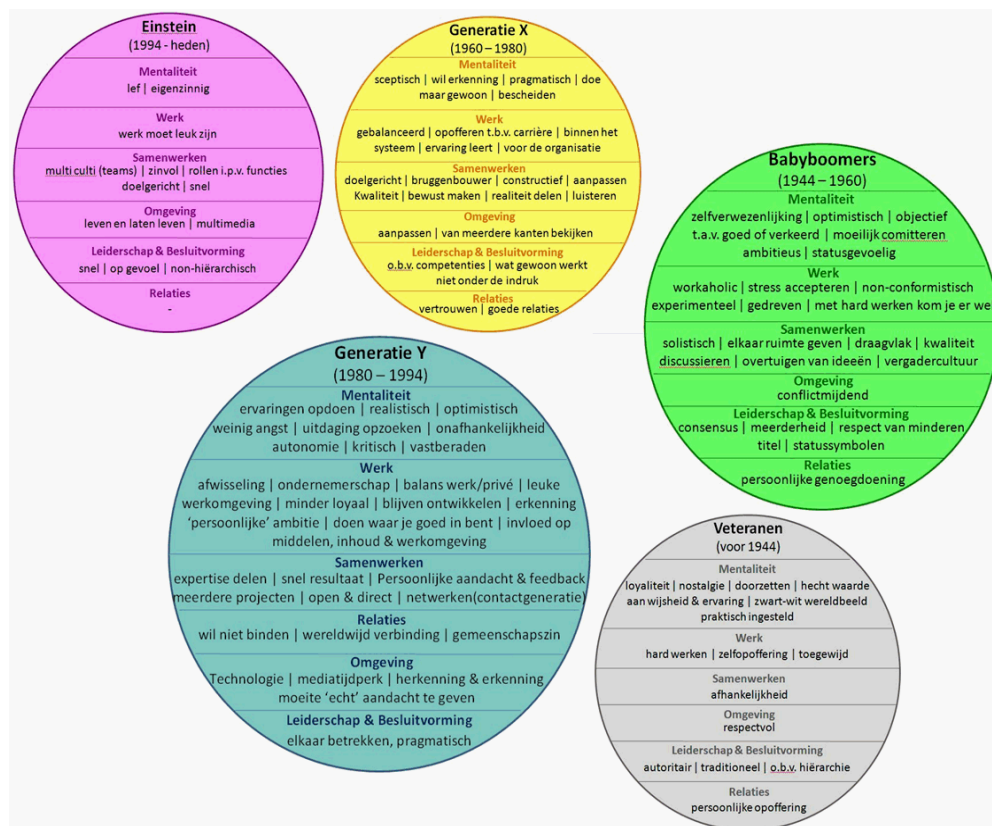 Einstein
(1994 - heden)
Mentaliteit
lef | eigenzinnig
Werk
werk moet leuk zijn
Samenwerken
multi culti (teams) | zinvol | rollen i.p.v. functies
doelgericht | snel
Omgeving
leven en laten leven | multimedia
Leiderschap & Besluitvorming
snel | op gevoel | non-hiërarchisch
Relaties
-
Generatie X
(1960 – 1980)
Mentaliteit
sceptisch | wil erkenning | pragmatisch | doe
maar gewoon | bescheiden
Werk
gebalanceerd | opofferen t.b.v. carrière | binnen het
systeem | ervaring leert | voor de organisatie
Samenwerken
doelgericht | bruggenbouwer | constructief | aanpassen
Kwaliteit | bewust maken | realiteit delen | luisteren
Omgeving
aanpassen | van meerdere kanten bekijken
Leiderschap & Besluitvorming
o.b.v. competenties | wat gewoon werkt
niet onder de indruk
Relaties
vertrouwen | goede relaties
Babyboomers
(1944 – 1960)
Mentaliteit
zelfverwezenlijking | optimistisch | objectief
t.a.v. goed of verkeerd | moeilijk comitteren
ambitieus | statusgevoelig
Werk
workaholic | stress accepteren | non-conformistisch
experimenteel | gedreven | met hard werken kom je er we
Samenwerken
solistisch | elkaar ruimte geven | draagvlak | kwaliteit
discussieren | overtuigen van ideeën | vergadercultuur
Omgeving
conflictmijdend
Leiderschap & Besluitvorming
consensus | meerderheid | respect van minderen
titel | statussymbolen
Relaties
persoonlijke genoegdoening
Generatie Y
(1980 – 1994)
Mentaliteit
ervaringen opdoen | realistisch | optimistisch
weinig angst | uitdaging opzoeken | onafhankelijkheid
autonomie | kritisch | vastberaden
Werk
afwisseling | ondernemerschap | balans werk/privé | leuke
werkomgeving | minder loyaal | blijven ontwikkelen | erkenning
‘persoonlijke’ ambitie | doen waar je goed in bent | invloed op
middelen, inhoud & werkomgeving
Samenwerken
expertise delen | snel resultaat | Persoonlijke aandacht & feedback
meerdere projecten | open & direct | netwerken(contactgeneratie)
Relaties
wil niet binden | wereldwijd verbinding | gemeenschapszin
Omgeving
Technologie | mediatijdperk | herkenning & erkenning
moeite ‘echt’ aandacht te geven
Leiderschap & Besluitvorming
elkaar betrekken, pragmatisch
Veteranen
(voor 1944)
Mentaliteit
loyaliteit | nostalgie | doorzetten | hecht waarde
aan wijsheid & ervaring | zwart-wit wereldbeeld
praktisch ingesteld
Werk
hard werken | zelfopoffering | toegewijd
Samenwerken
afhankelijkheid
Omgeving
respectvol
Leiderschap & Besluitvorming
autoritair | traditioneel | o.b.v. hiërarchie
Relaties
persoonlijke opoffering